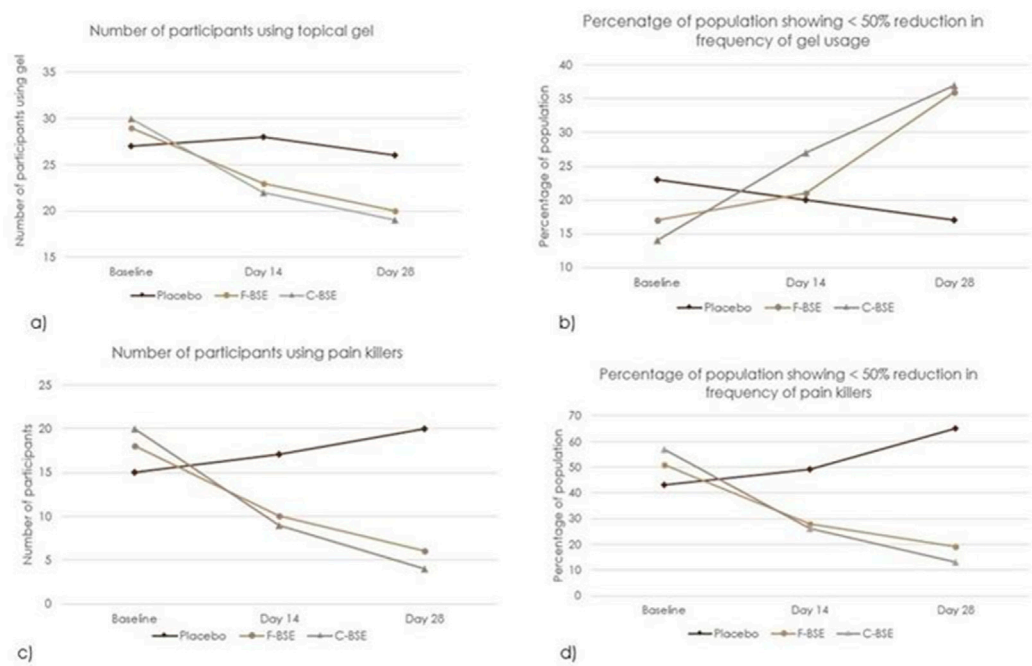 Number of participants using topical gel
Number of participants using gel
35
30
25
20
15
Baseline
Day 14
Day 28
Placebo F-BSE C-BSE
a)
Percenatge of population showing < 50% reduction in
frequency of gel usage
Percentage of population
40
35
30
25
20
15
10
Baseline
Day 14
Day 28
Placebo F-BSE C-BSE
b)
Number of participants using pain killers
Number of participants
25
20
15
10
5
0
Baseline
Day 14
Day 28
Placebo F-BSE C-BSE
c)
Percentage of population showing < 50% reduction in
frequency of pain killers
Percentage of population
70
60
50
40
30
20
10
0
Baseline
Day 14
Day 28
Placebo F-BSE C-BSE
d)